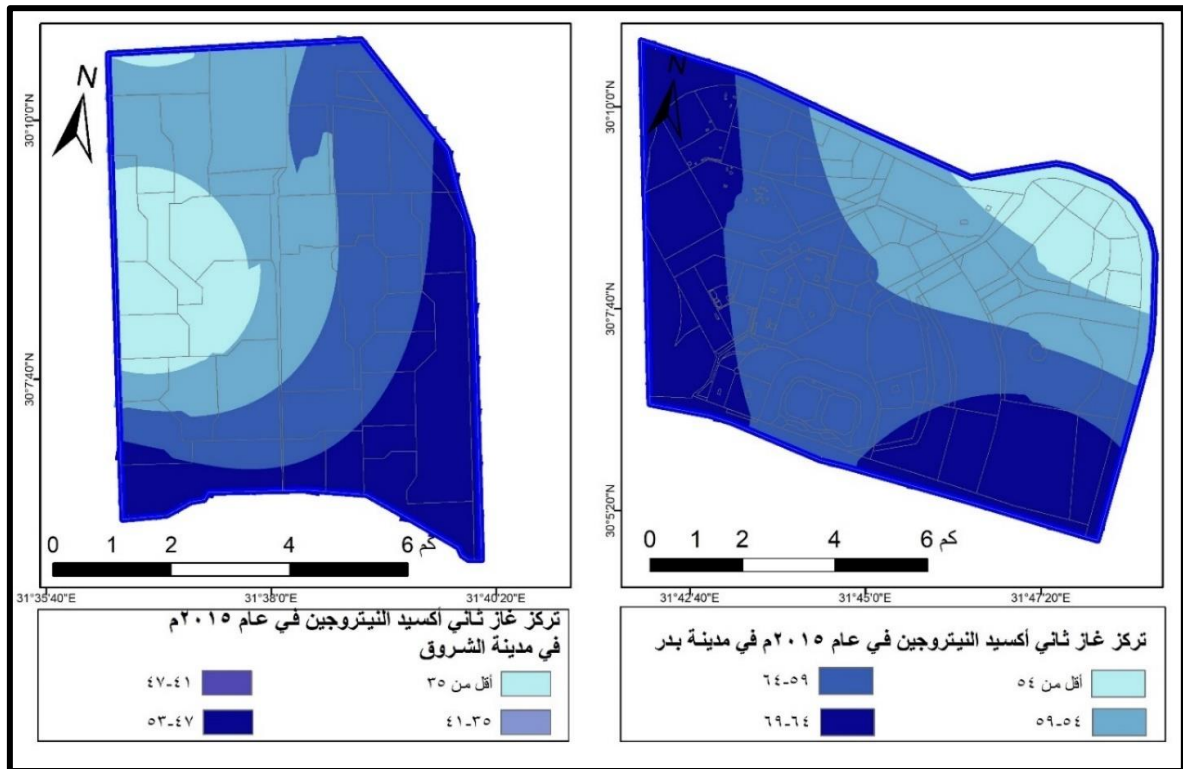 N
30°10'0"N
30°7'40"N
0 1 2 4 6 كم
31°35'40"E 31°38'0"E 31°40'20"E
تركز غاز ثاني أكسيد النيتروجين في عام ٢٠١٥م
في مدينة الشروق
أقل من ٣٥
٤١-٣٥
٤٧-٤١
٥٣-٤٧
N
30°10'0"N
30°7'40"N
30°5'20"N
0 1 2 4 6 كم
31°42'40"E 31°45'0"E 31°47'20"E
تركز غاز ثاني أكسيد النيتروجين في عام ٢٠١٥م في مدينة بدر
أقل من ٥٤
٥٩-٥٤
٦٤-٥٩
٦٩-٦٤